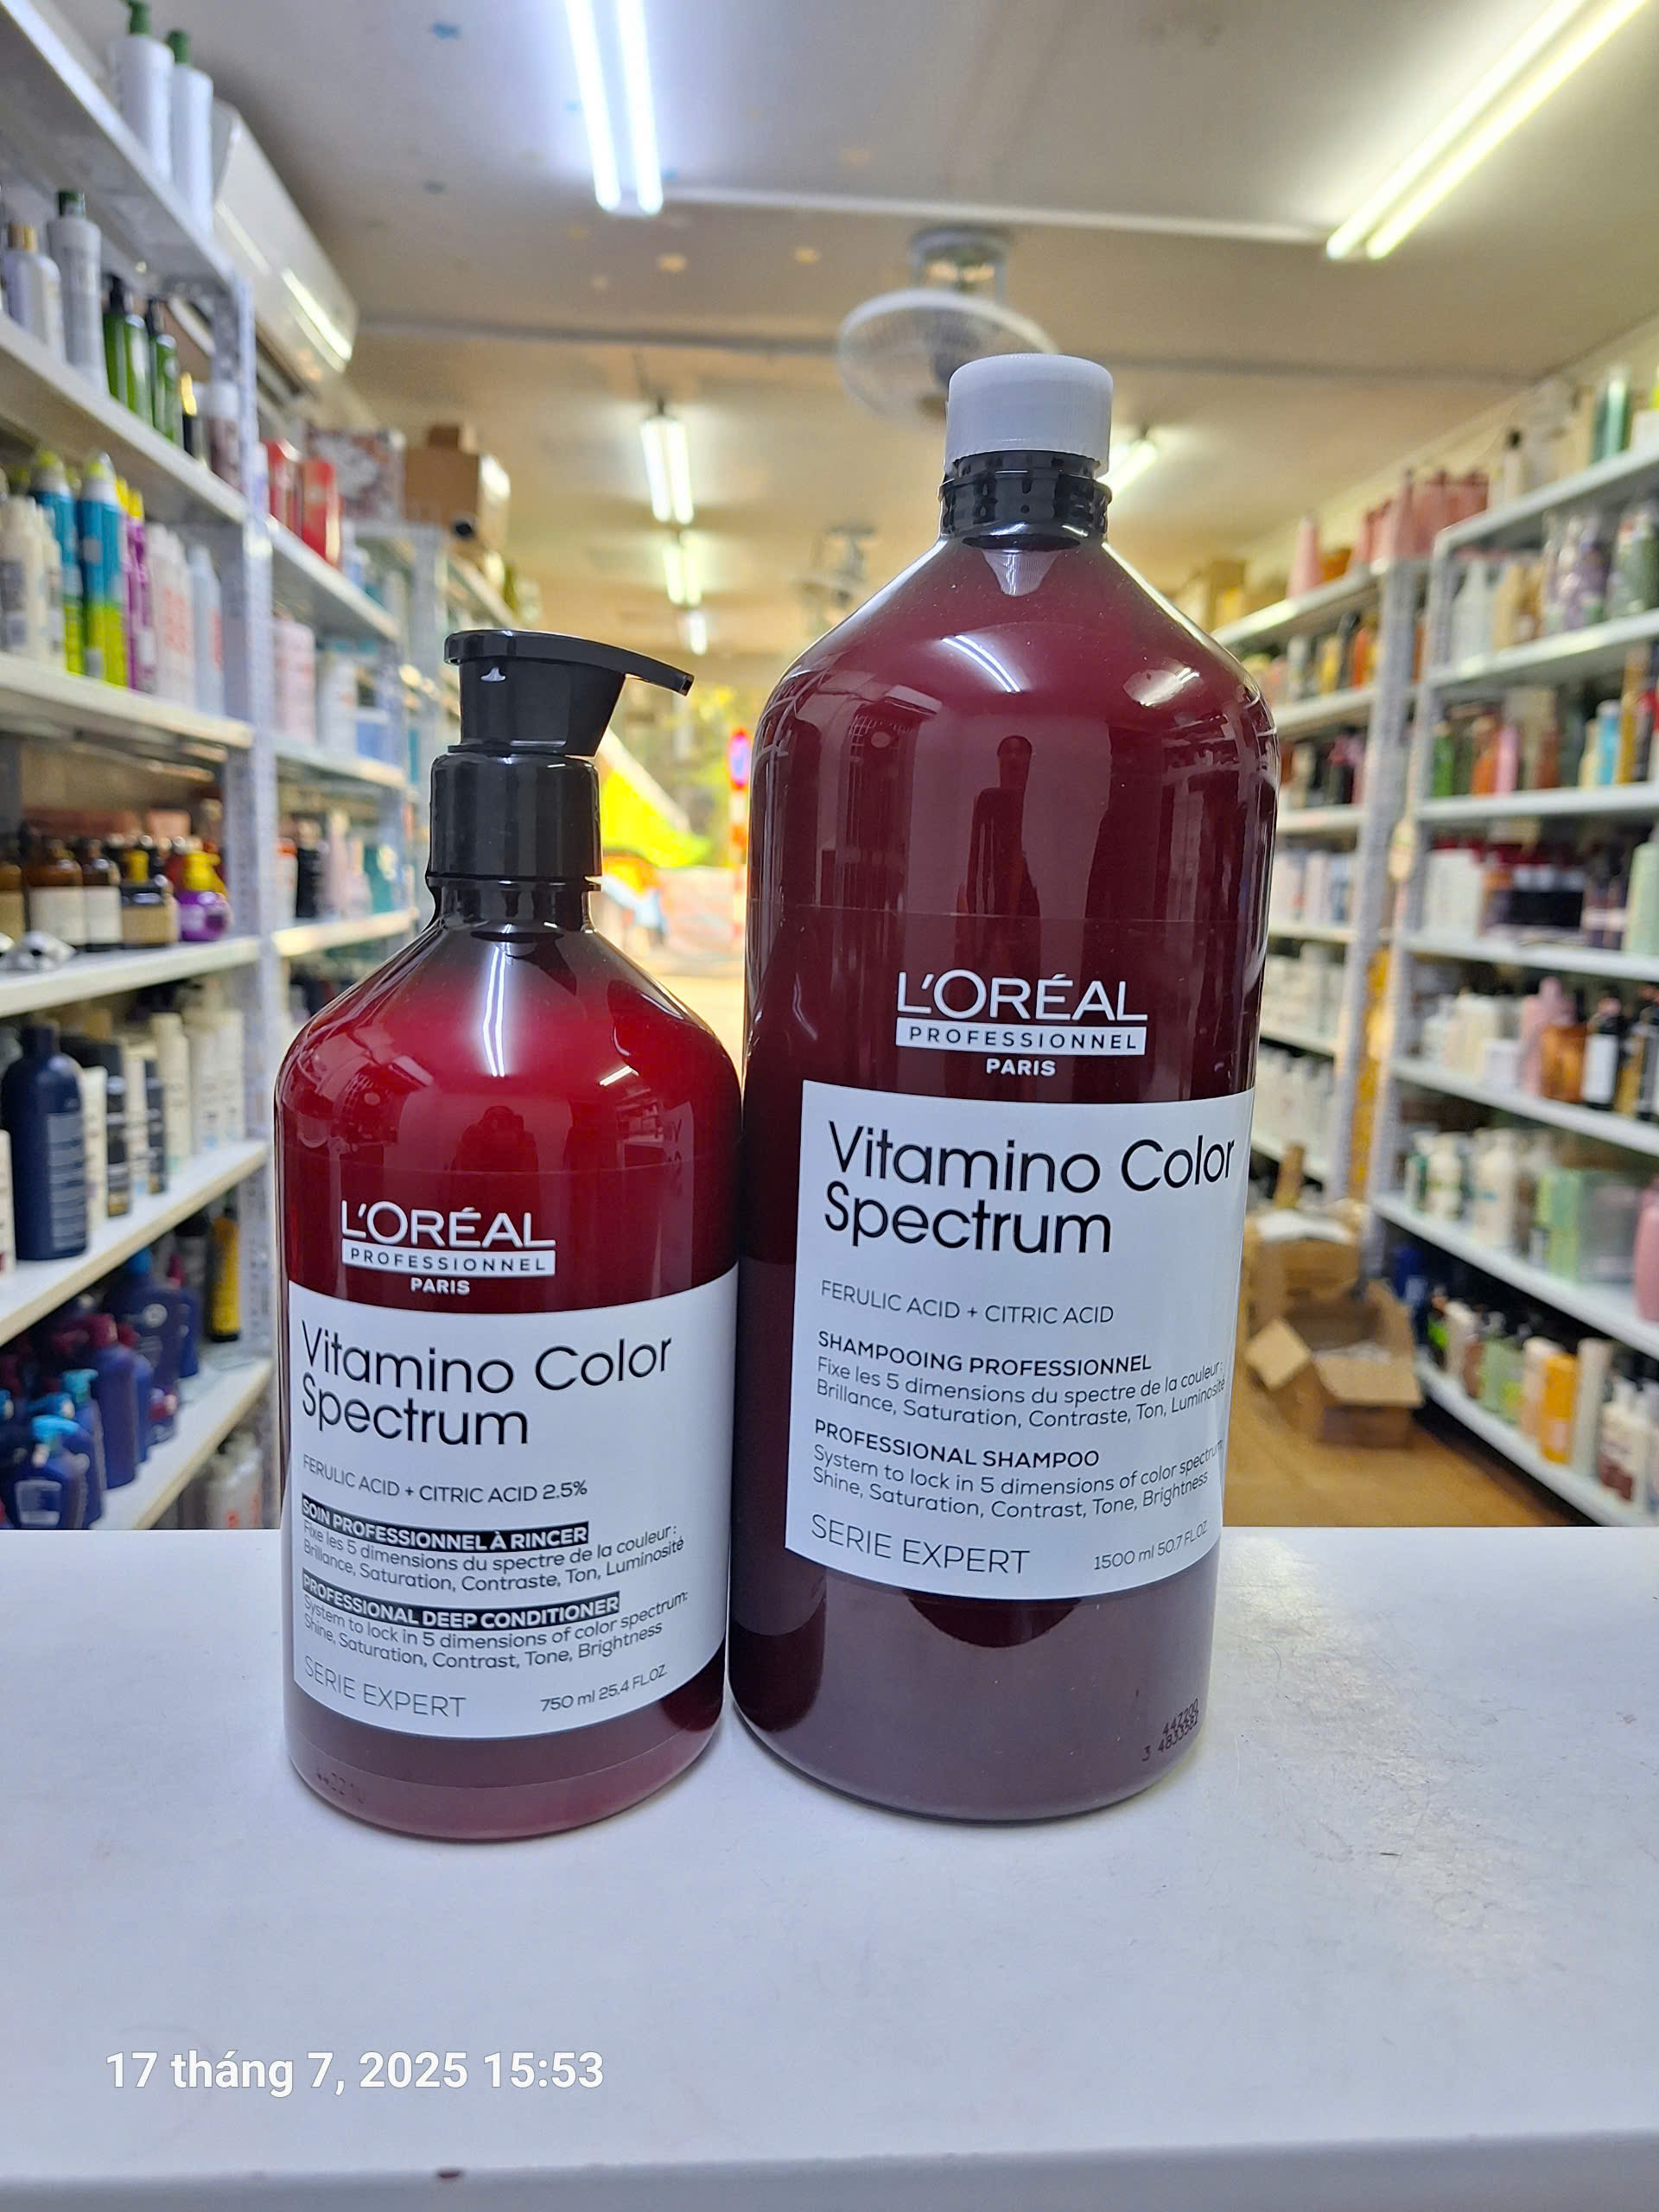 L'ORÉAL
PROFESSIONNEL
PARIS
Vitamino Color
Spectrum
FERULIC ACID + CITRIC ACID 2.5%
SOIN PROFESSIONNEL À RINCER
Fixe les 5 dimensions du spectre de la couleur:
Brillance, Saturation, Contraste, Ton, Luminosité
PROFESSIONAL DEEP CONDITIONER
System to lock in 5 dimensions of color spectrum:
Shine, Saturation, Contrast, Tone, Brightness
SERIE EXPERT
750 ml 25.4 FL.OZ.
L'ORÉAL
PROFESSIONNEL
PARIS
Vitamino Color
Spectrum
FERULIC ACID + CITRIC ACID
SHAMPOOING PROFESSIONNEL
Fixe les 5 dimensions du spectre de la couleur:
Brillance, Saturation, Contraste, Ton, Luminosité
PROFESSIONAL SHAMPOO
System to lock in 5 dimensions of color spectrum
Shine, Saturation, Contrast, Tone, Brightness
SERIE EXPERT
1500 ml 50.7 FL.OZ.
17 tháng 7, 2025 15:53